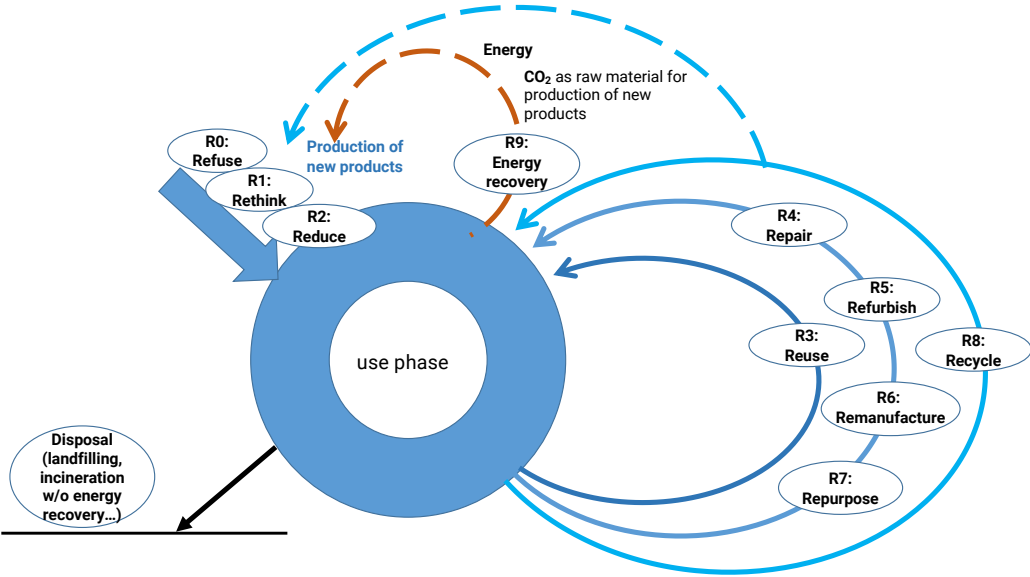 Energy
CO₂ as raw material for
production of new
products
R0:
Refuse
Production of
new products
R9:
Energy
recovery
R1:
Rethink
R2:
Reduce
R4:
Repair
R5:
Refurbish
R3:
Reuse
R8:
Recycle
use phase
R6:
Remanufacture
R7:
Repurpose
Disposal
(landfilling,
incineration
w/o energy
recovery...)